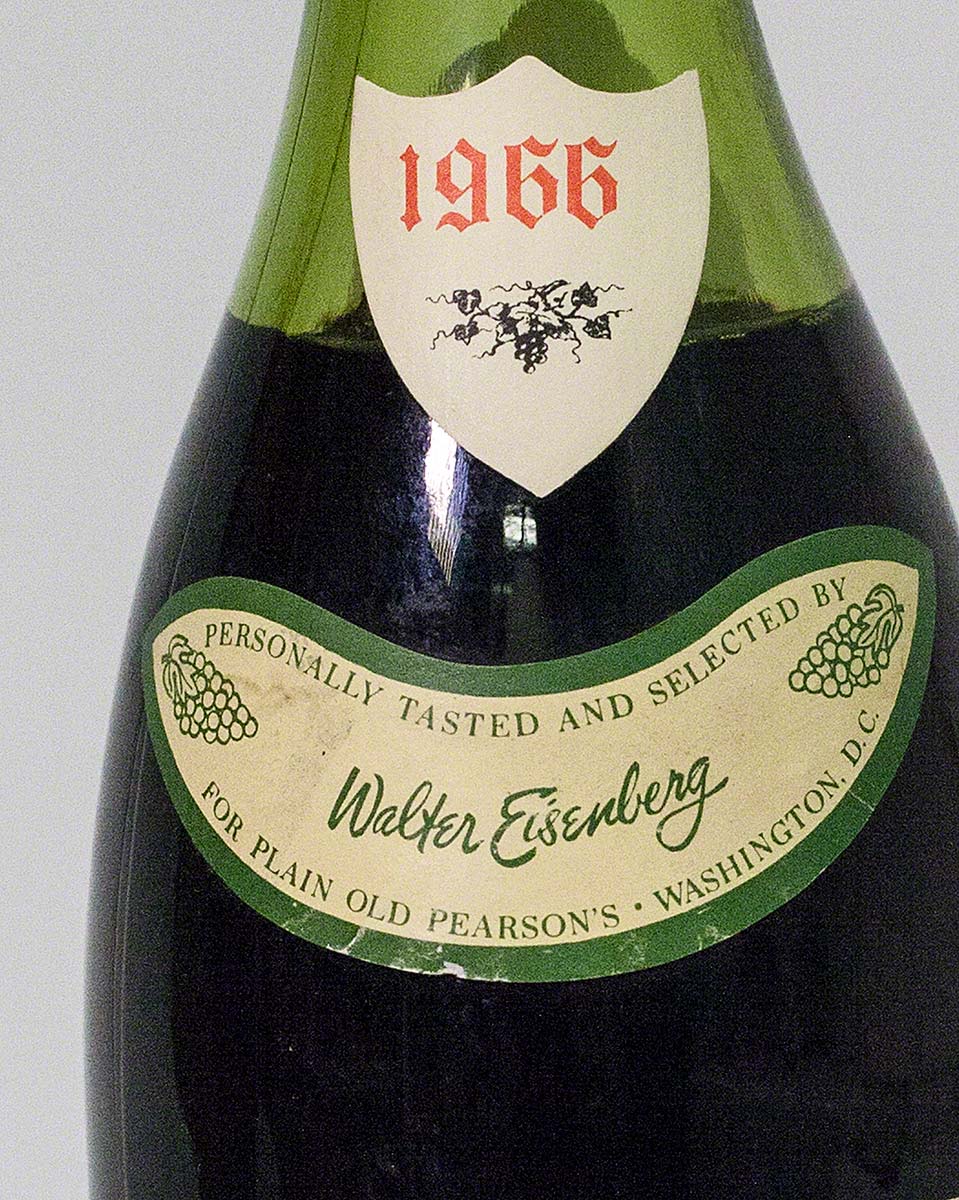 1966
PERSONALLY TASTED AND SELECTED BY
Walter Eisenberg
FOR PLAIN OLD PEARSON'S • WASHINGTON, D.C.